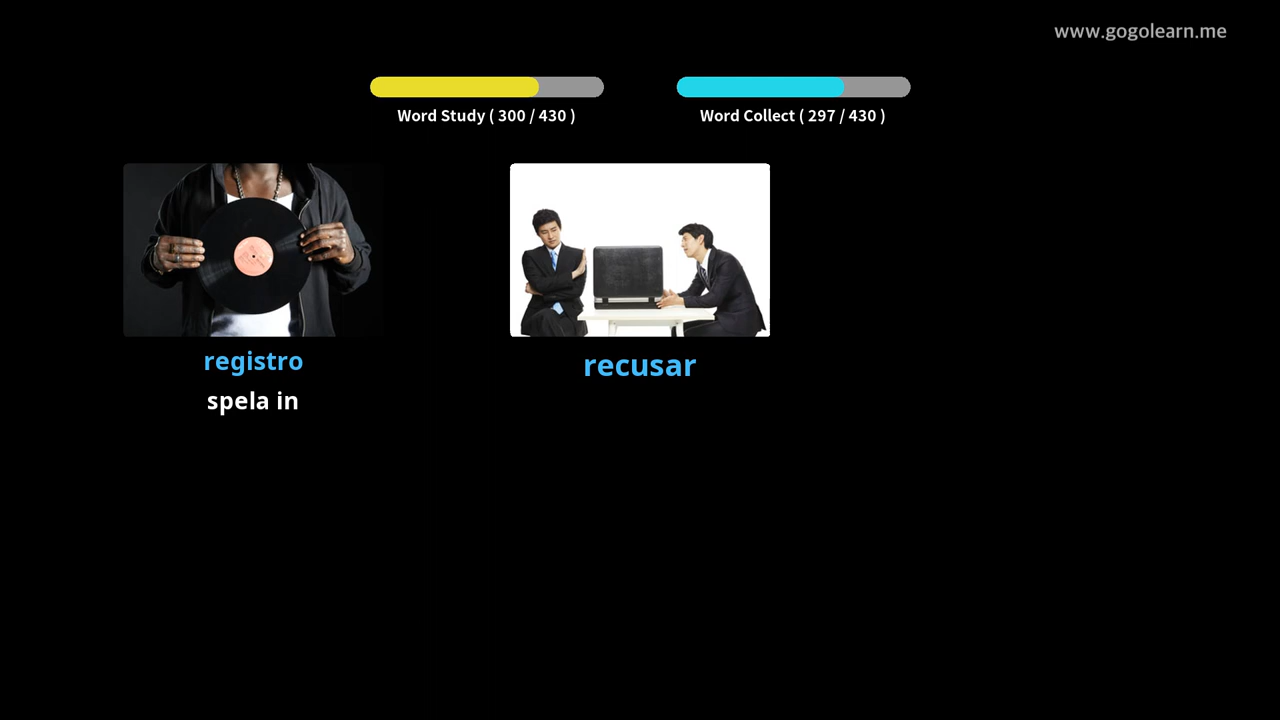 www.gogolearn.me
Word Study ( 300 / 430 )
Word Collect ( 297 / 430 )
registro
spela in
recusar